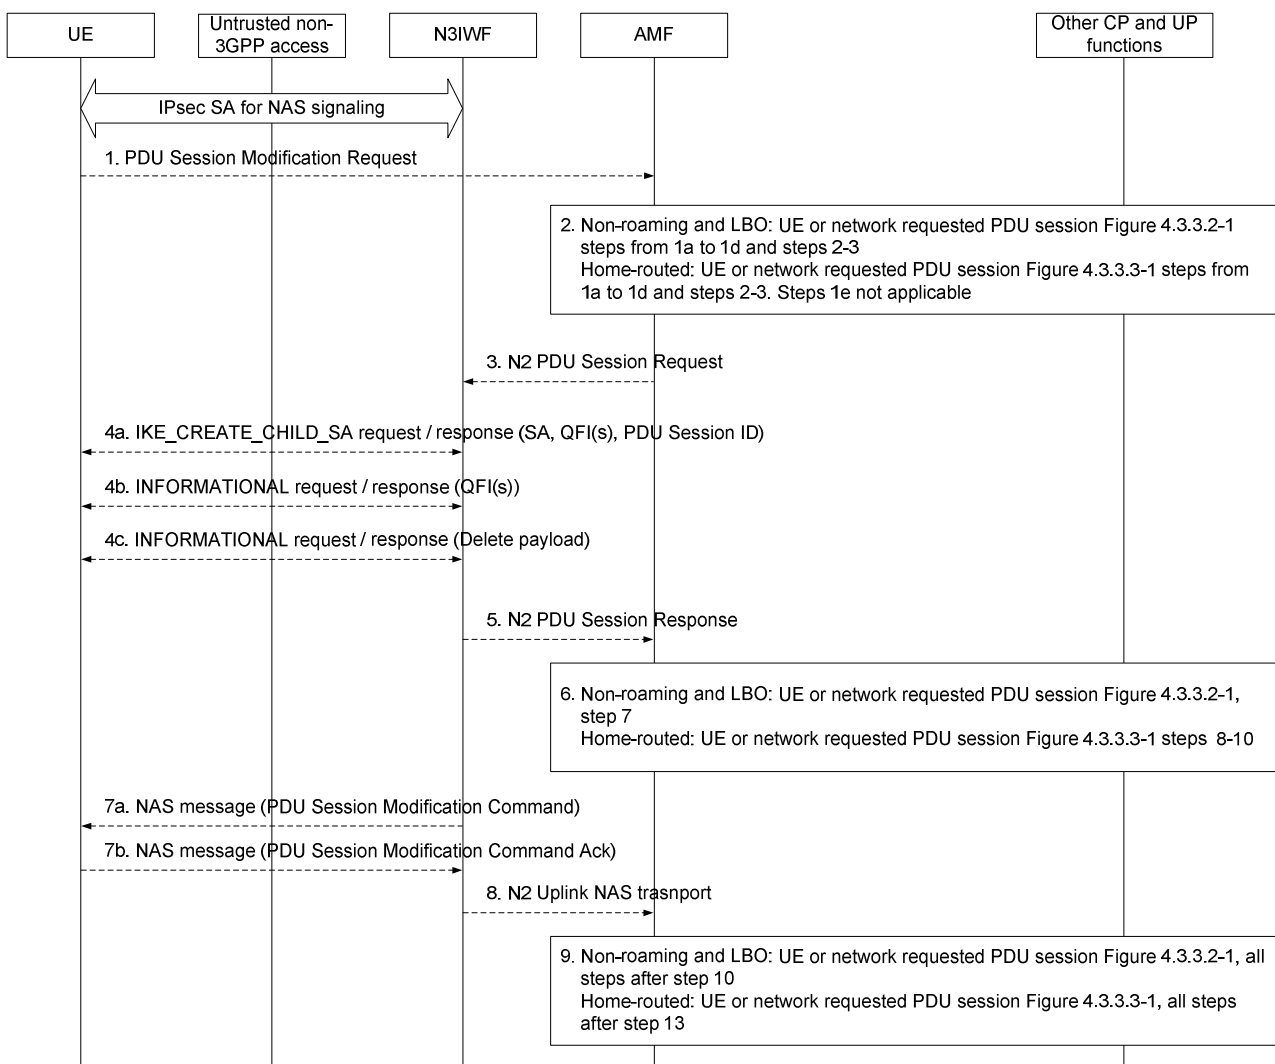 UE
Untrusted non-
3GPP access
N3IWF
AMF
Other CP and UP
functions
IPsec SA for NAS signaling
1. PDU Session Modification Request
2. Non-roaming and LBO: UE or network requested PDU session Figure 4.3.3.2-1
steps from 1a to 1d and steps 2-3
Home-routed: UE or network requested PDU session Figure 4.3.3.3-1 steps from
1a to 1d and steps 2-3. Steps 1e not applicable
3. N2 PDU Session Request
4a. IKE_CREATE_CHILD_SA request / response (SA, QFI(s), PDU Session ID)
4b. INFORMATIONAL request / response (QFI(s))
4c. INFORMATIONAL request / response (Delete payload)
5. N2 PDU Session Response
6. Non-roaming and LBO: UE or network requested PDU session Figure 4.3.3.2-1,
step 7
Home-routed: UE or network requested PDU session Figure 4.3.3.3-1 steps 8-10
7a. NAS message (PDU Session Modification Command)
7b. NAS message (PDU Session Modification Command Ack)
8. N2 Uplink NAS trasnport
9. Non-roaming and LBO: UE or network requested PDU session Figure 4.3.3.2-1, all
steps after step 10
Home-routed: UE or network requested PDU session Figure 4.3.3.3-1, all steps
after step 13